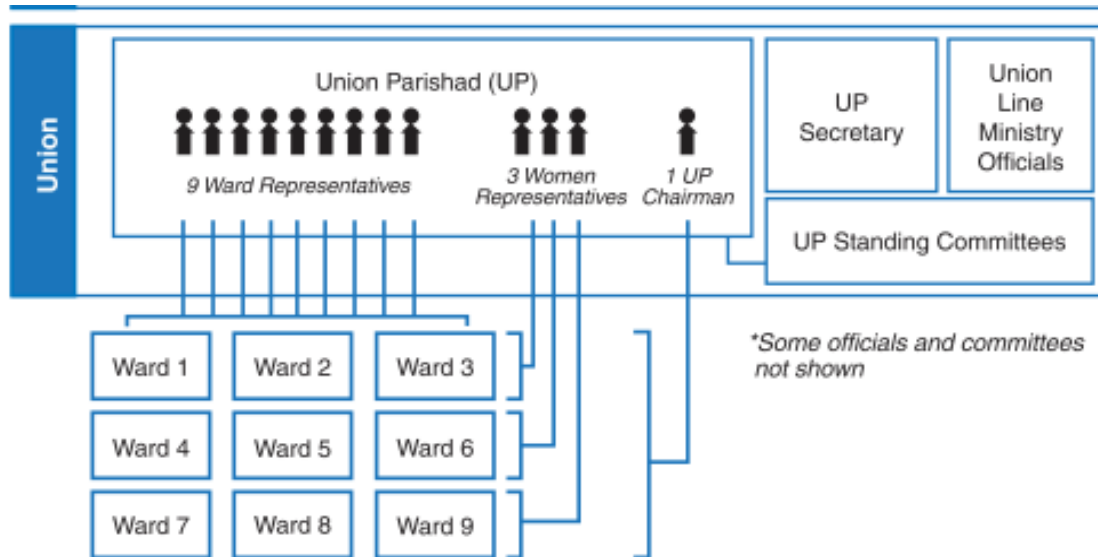 Union
Union Parishad (UP)
9 Ward Representatives
3 Women
Representatives
1 UP
Chairman
UP
Secretary
Union
Line
Ministry
Officials
UP Standing Committees
*Some officials and committees
not shown
Ward 1
Ward 2
Ward 3
Ward 4
Ward 5
Ward 6
Ward 7
Ward 8
Ward 9